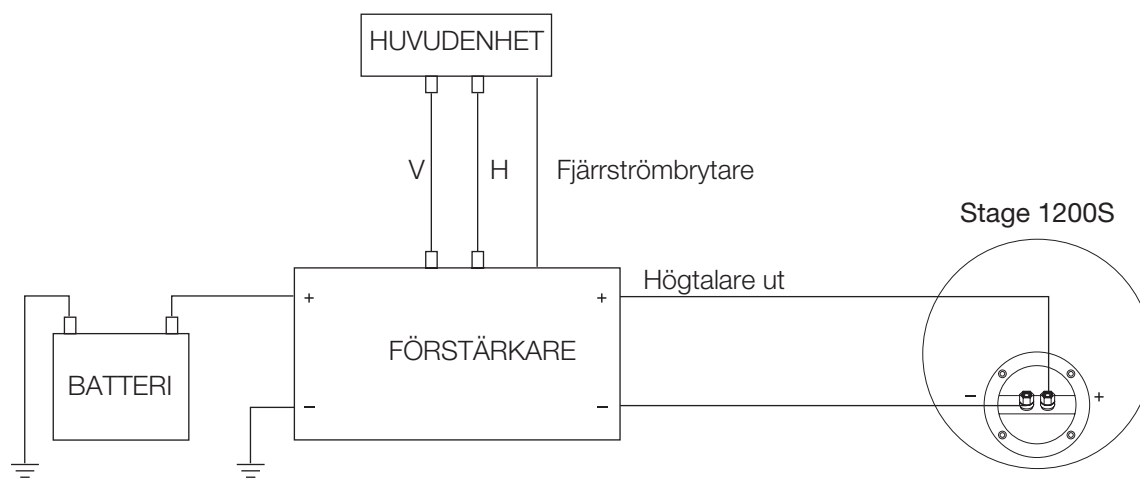 HUVUDENHET
V
H
Fjärrströmbrytare
Stage 1200S
Högtalare ut
+
+
FÖRSTÄRKARE
BATTERI
–
–
–
+